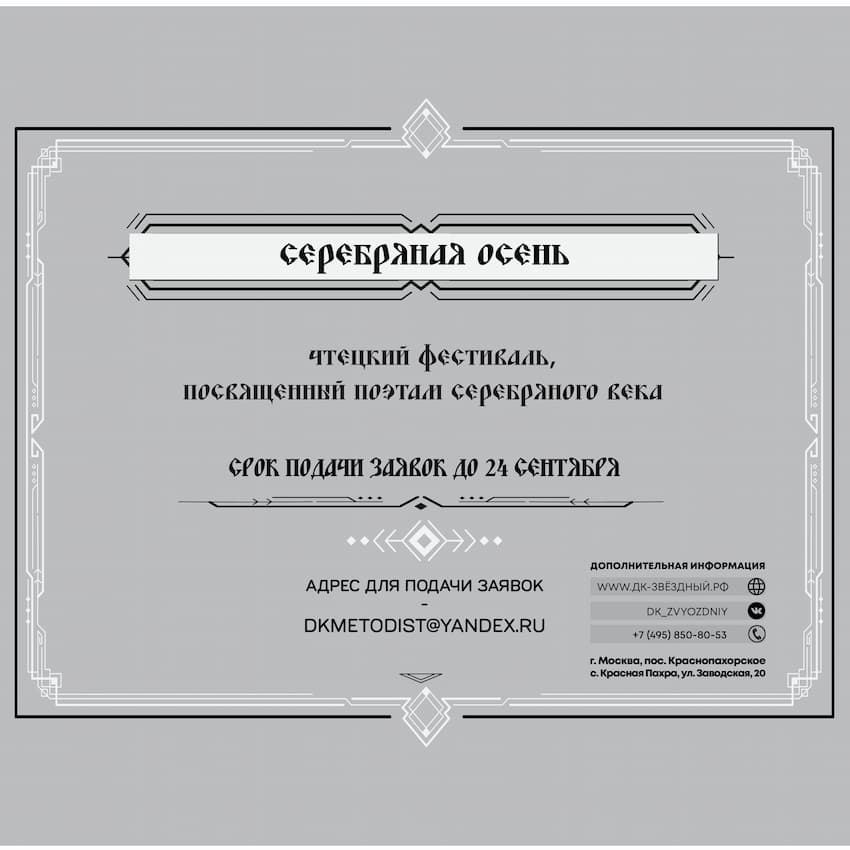 СЕРЕБРЯНАЯ ОСЕНЬ
ЧТЕЦКИЙ ФЕСТИВАЛЬ,
ПОСВЯЩЕННЫЙ ПОЭТАМ СЕРЕБРЯНОГО ВЕКА
СРОК ПОДАЧИ ЗАЯВОК ДО 24 СЕНТЯБРЯ
АДРЕС ДЛЯ ПОДАЧИ ЗАЯВОК
-
DKMETODIST@YANDEX.RU
ДОПОЛНИТЕЛЬНАЯ ИНФОРМАЦИЯ
WWW.ДК-ЗВЁЗДНЫЙ.РФ
DK_ZVYOZDNIY
+7 (495) 850-80-53
г. Москва, пос. Краснопахорское
с. Красная Пахра, ул. Заводская, 20